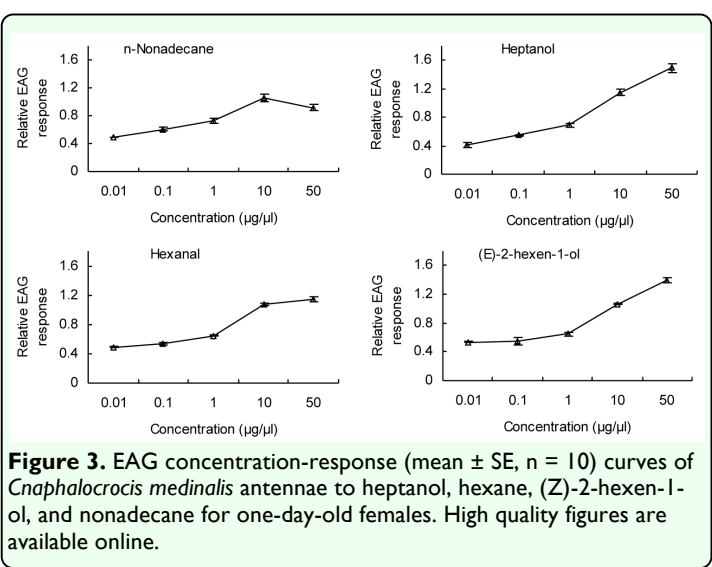 n-Nonadecane
Relative EAG
response
1.6
1.2
0.8
0.4
0
0.01 0.1 1 10 50
Concentration (µg/µl)
Heptanol
Relative EAG
response
1.6
1.2
0.8
0.4
0
0.01 0.1 1 10 50
Concentration (µg/µl)
Hexanal
Relative EAG
response
1.6
1.2
0.8
0.4
0
0.01 0.1 1 10 50
Concentration (µg/µl)
(E)-2-hexen-1-ol
Relative EAG
response
1.6
1.2
0.8
0.4
0
0.01 0.1 1 10 50
Concentration (µg/µl)
Figure 3. EAG concentration-response (mean ± SE, n = 10) curves of
Cnaphalocrocis medinalis antennae to heptanol, hexane, (Z)-2-hexen-1-
ol, and nonadecane for one-day-old females. High quality figures are
available online.